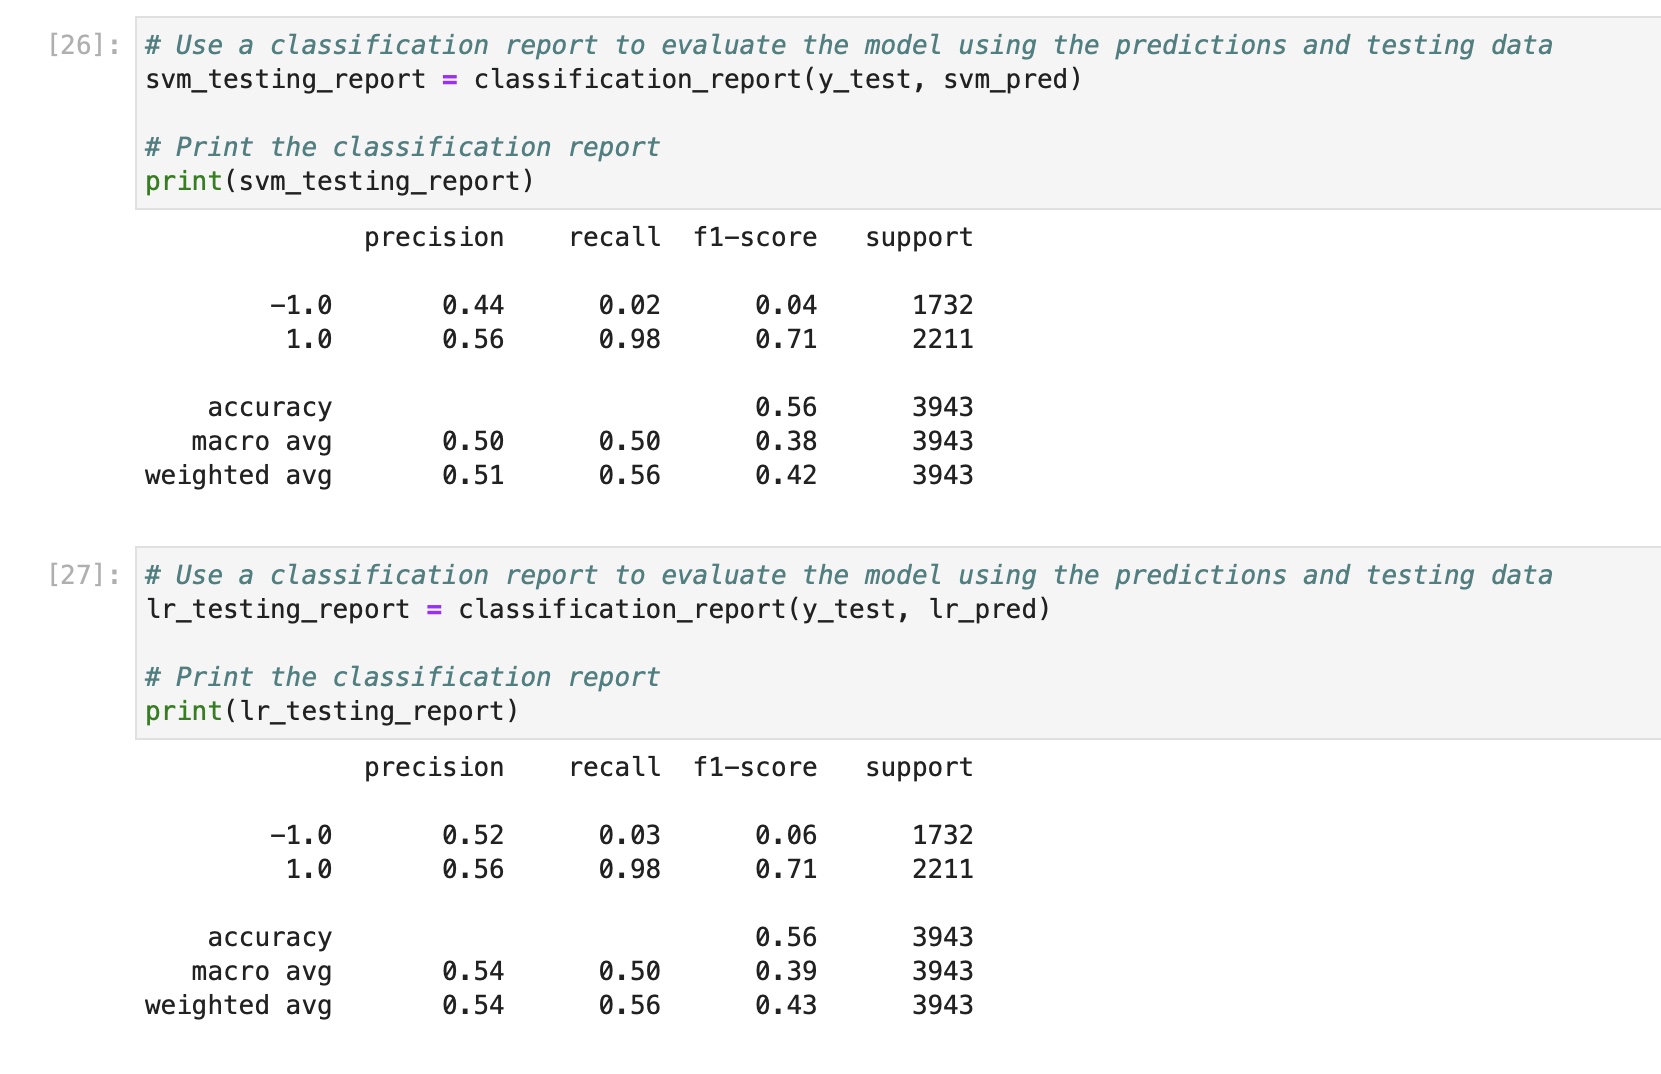 [26]: # Use a classification report to evaluate the model using the predictions and testing data
svm_testing_report = classification_report(y_test, svm_pred)
# Print the classification report
print(svm_testing_report)
precision recall f1-score support
-1.0 0.44 0.02 0.04 1732
1.0 0.56 0.98 0.71 2211
accuracy 0.56 3943
macro avg 0.50 0.50 0.38 3943
weighted avg 0.51 0.56 0.42 3943
[27]: # Use a classification report to evaluate the model using the predictions and testing data
lr_testing_report = classification_report(y_test, lr_pred)
# Print the classification report
print(lr_testing_report)
precision recall f1-score support
-1.0 0.52 0.03 0.06 1732
1.0 0.56 0.98 0.71 2211
accuracy 0.56 3943
macro avg 0.54 0.50 0.39 3943
weighted avg 0.54 0.56 0.43 3943